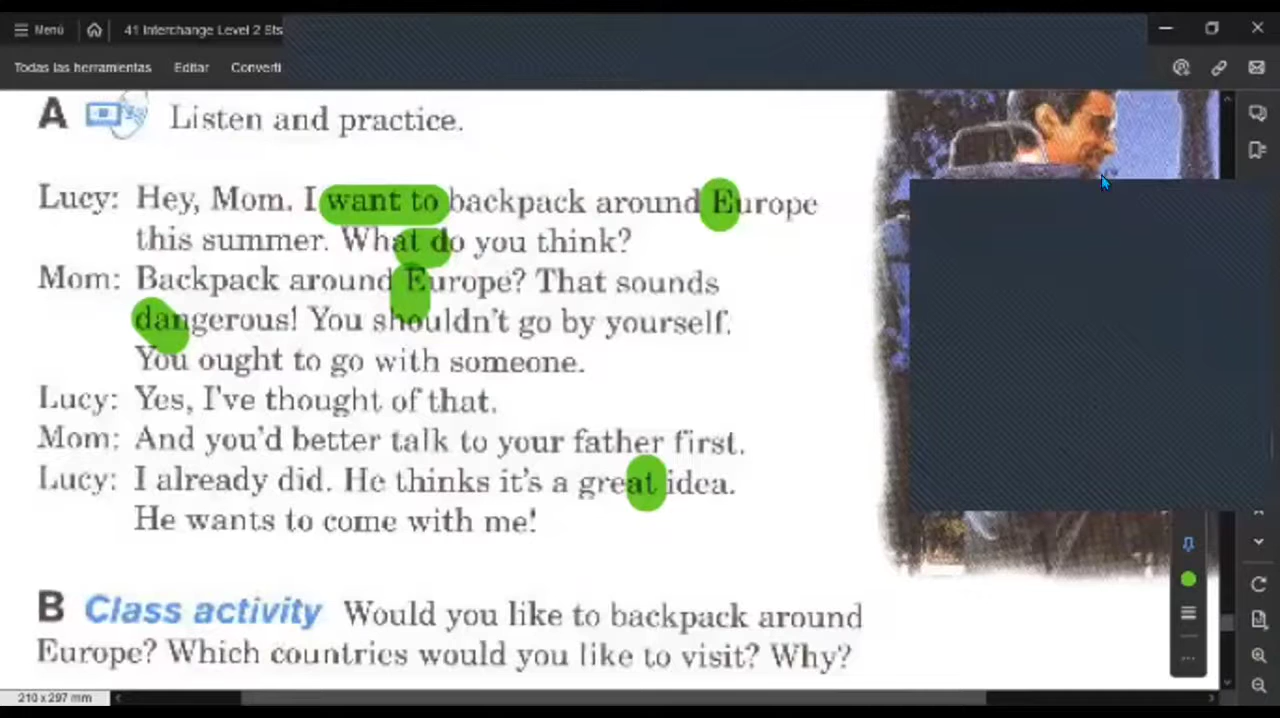 Menú
41 Interchange Level 2 Sts
Todas las herramientas Editar Converti
A Listen and practice.
Lucy: Hey, Mom. I want to backpack around Europe
this summer. What do you think?
Mom: Backpack around Europe? That sounds
dangerous! You shouldn't go by yourself.
You ought to go with someone.
Lucy: Yes, I've thought of that.
Mom: And you'd better talk to your father first.
Lucy: I already did. He thinks it's a great idea.
He wants to come with me!
B Class activity Would you like to backpack around
Europe? Which countries would you like to visit? Why?
210 x 297 mm